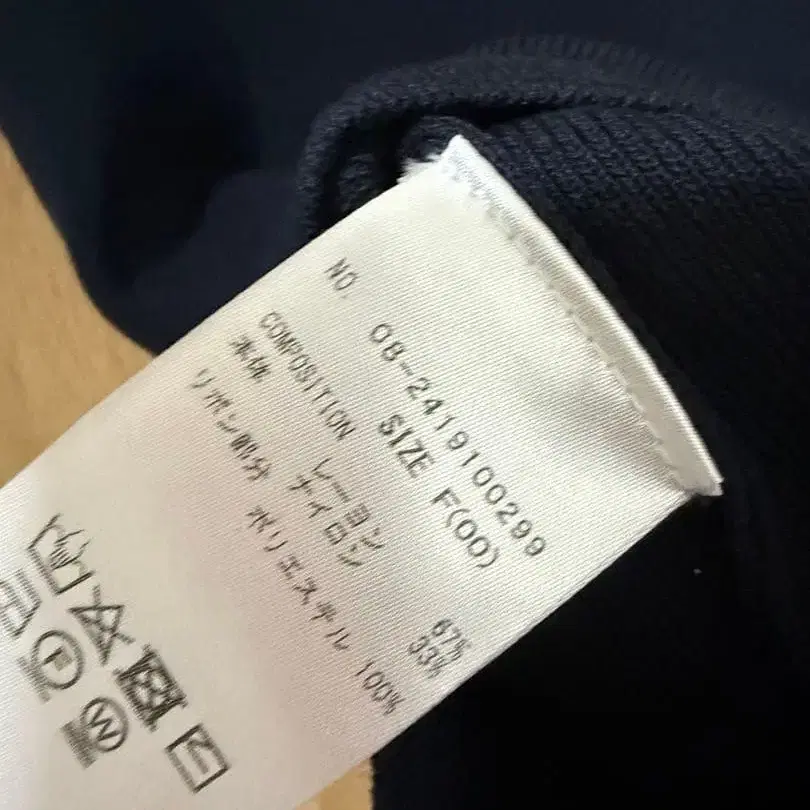 NO. 08-2419100299
SIZE F(00)
COMPOSITION
本体 レーヨン 67%
ナイロン 33%
リボン部分 ポリエステル 100%